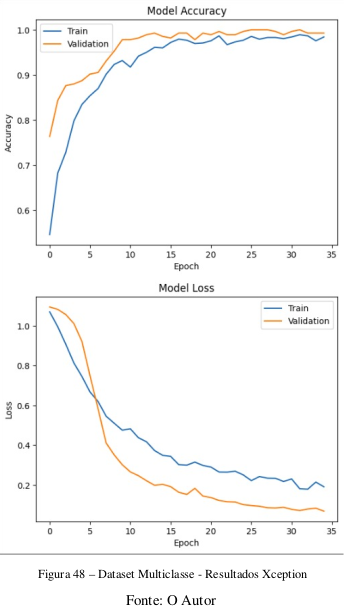 Model Accuracy
Train
Validation
1.0
0.9
0.8
0.7
0.6
Accuracy
0 5 10 15 20 25 30 35
Epoch
Model Loss
Train
Validation
1.0
0.8
0.6
0.4
0.2
Loss
0 5 10 15 20 25 30 35
Epoch
Figura 48 – Dataset Multiclasse - Resultados Xception
Fonte: O Autor